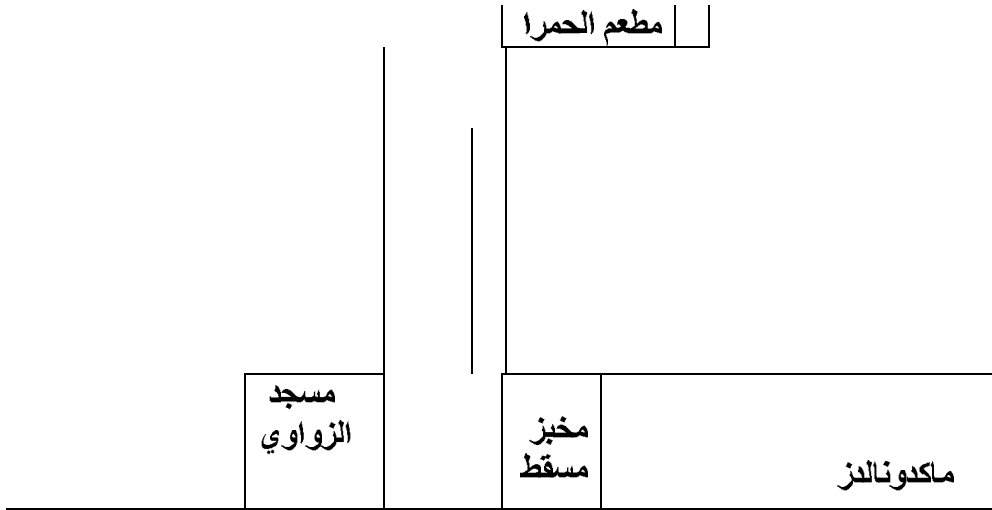 مطعم الحمرا
مسجد
الزواوي
مخبز
مسقط
ماكدونالدز